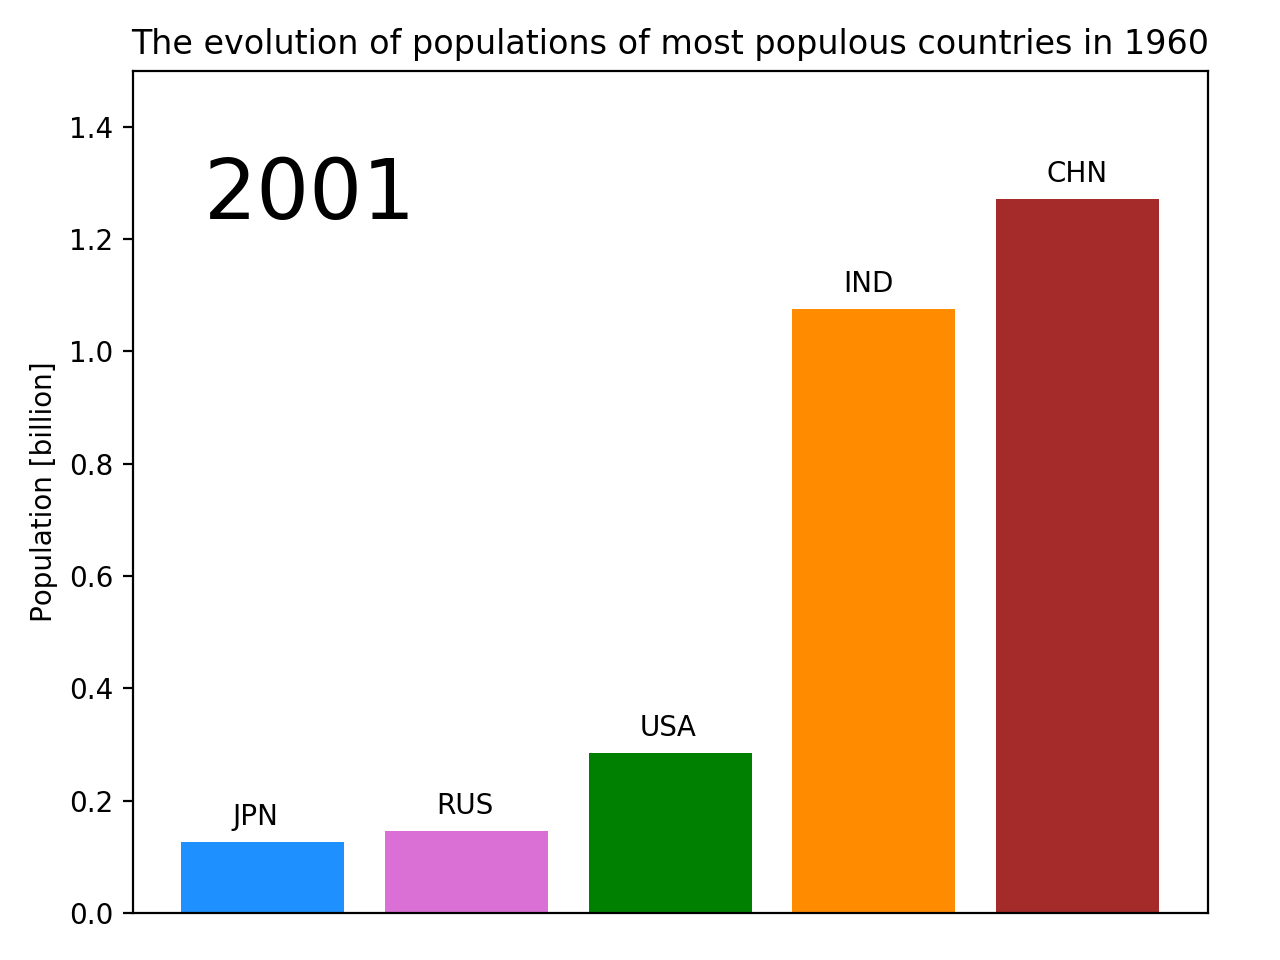 The evolution of populations of most populous countries in 1960
2001
Population [billion]
1.4
1.2
1.0
0.8
0.6
0.4
0.2
0.0
JPN
RUS
USA
IND
CHN